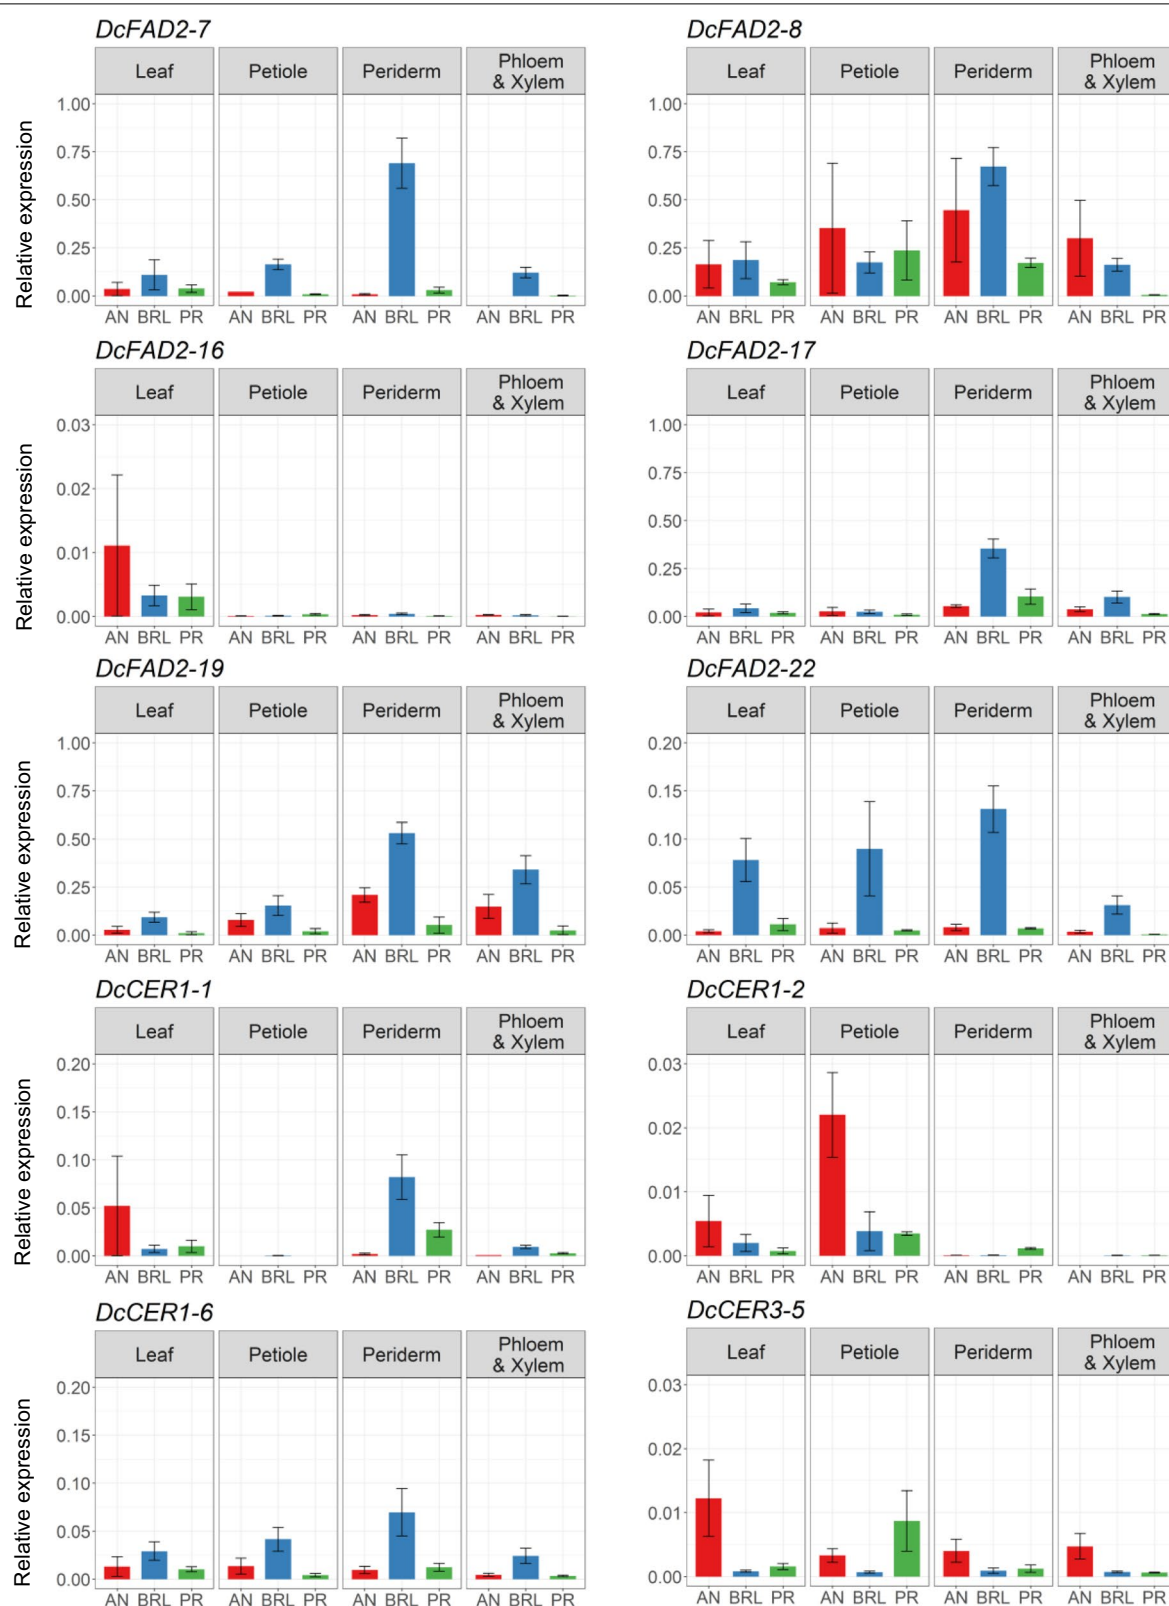 DcFAD2-7
Leaf Petiole Periderm Phloem & Xylem
Relative expression
1.00
0.75
0.50
0.25
0.00
AN BRL PR AN BRL PR AN BRL PR AN BRL PR
DcFAD2-8
Leaf Petiole Periderm Phloem & Xylem
1.00
0.75
0.50
0.25
0.00
AN BRL PR AN BRL PR AN BRL PR AN BRL PR
DcFAD2-16
Leaf Petiole Periderm Phloem & Xylem
Relative expression
0.03
0.02
0.01
0.00
AN BRL PR AN BRL PR AN BRL PR AN BRL PR
DcFAD2-17
Leaf Petiole Periderm Phloem & Xylem
1.00
0.75
0.50
0.25
0.00
AN BRL PR AN BRL PR AN BRL PR AN BRL PR
DcFAD2-19
Leaf Petiole Periderm Phloem & Xylem
Relative expression
1.00
0.75
0.50
0.25
0.00
AN BRL PR AN BRL PR AN BRL PR AN BRL PR
DcFAD2-22
Leaf Petiole Periderm Phloem & Xylem
0.20
0.15
0.10
0.05
0.00
AN BRL PR AN BRL PR AN BRL PR AN BRL PR
DcCER1-1
Leaf Petiole Periderm Phloem & Xylem
Relative expression
0.20
0.15
0.10
0.05
0.00
AN BRL PR AN BRL PR AN BRL PR AN BRL PR
DcCER1-2
Leaf Petiole Periderm Phloem & Xylem
0.03
0.02
0.01
0.00
AN BRL PR AN BRL PR AN BRL PR AN BRL PR
DcCER1-6
Leaf Petiole Periderm Phloem & Xylem
Relative expression
0.20
0.15
0.10
0.05
0.00
AN BRL PR AN BRL PR AN BRL PR AN BRL PR
DcCER3-5
Leaf Petiole Periderm Phloem & Xylem
0.03
0.02
0.01
0.00
AN BRL PR AN BRL PR AN BRL PR AN BRL PR